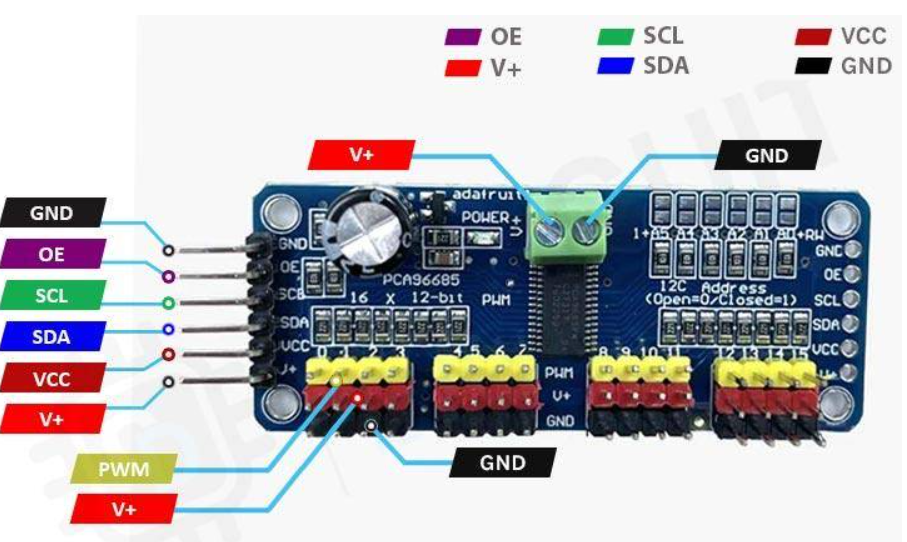 OE
SCL
VCC
V+
SDA
GND
V+
GND
GND
OE
SCL
SDA
VCC
V+
PWM
V+
GND
adafruit
POWER
V+
GND
OE
SCL
SDA
VCC
V+
PCA96685
16 X 12-bit PWM
1+A5 A4 A3 A2 A1 A0+RW
I2C Address
(Open=0/Closed=1)
GND
OE
SCL
SDA
VCC
V+
0 1 2 3
4 5 6 7
8 9 10 11
12 13 14 15
PWM
V+
GND